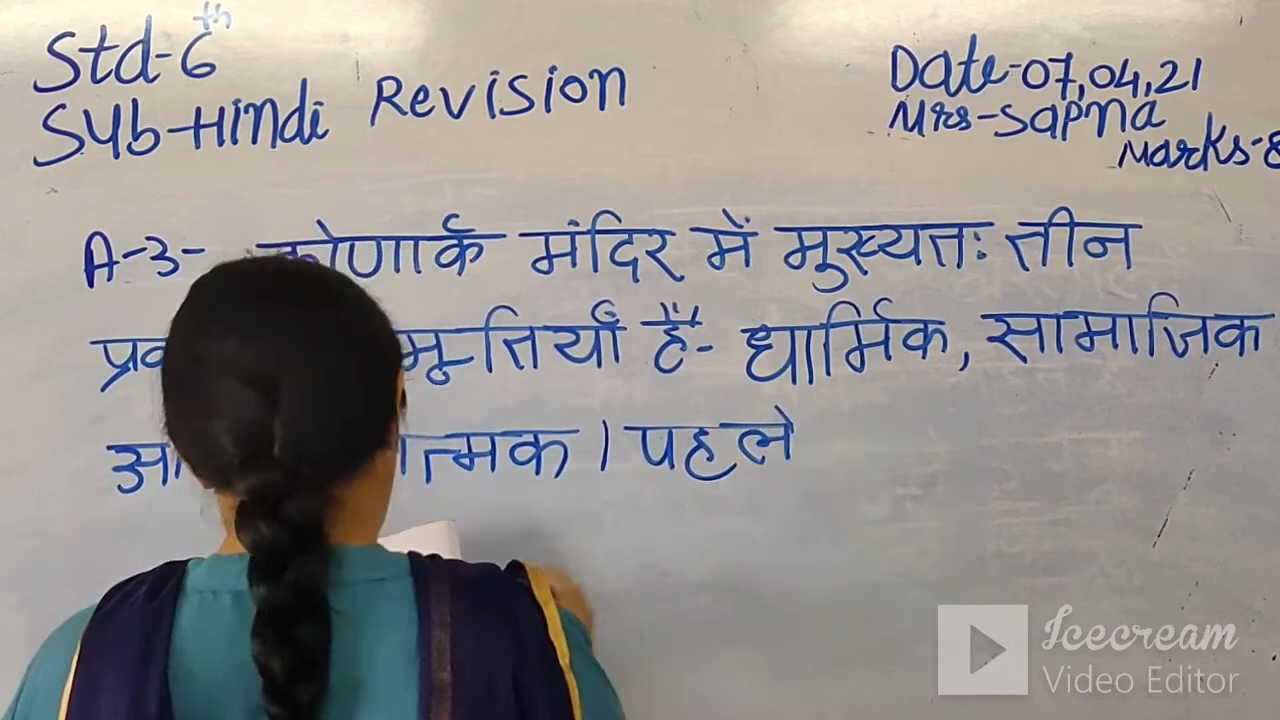 Std-6th
Sub-Hindi Revision
Date-07,04,21
Mrs-Sapna
Marks-8
A-3- कोणार्क मंदिर में मुख्यतः तीन
मूर्त्तियाँ हैं- धार्मिक, सामाजिक
। पहले
Icecream
Video Editor